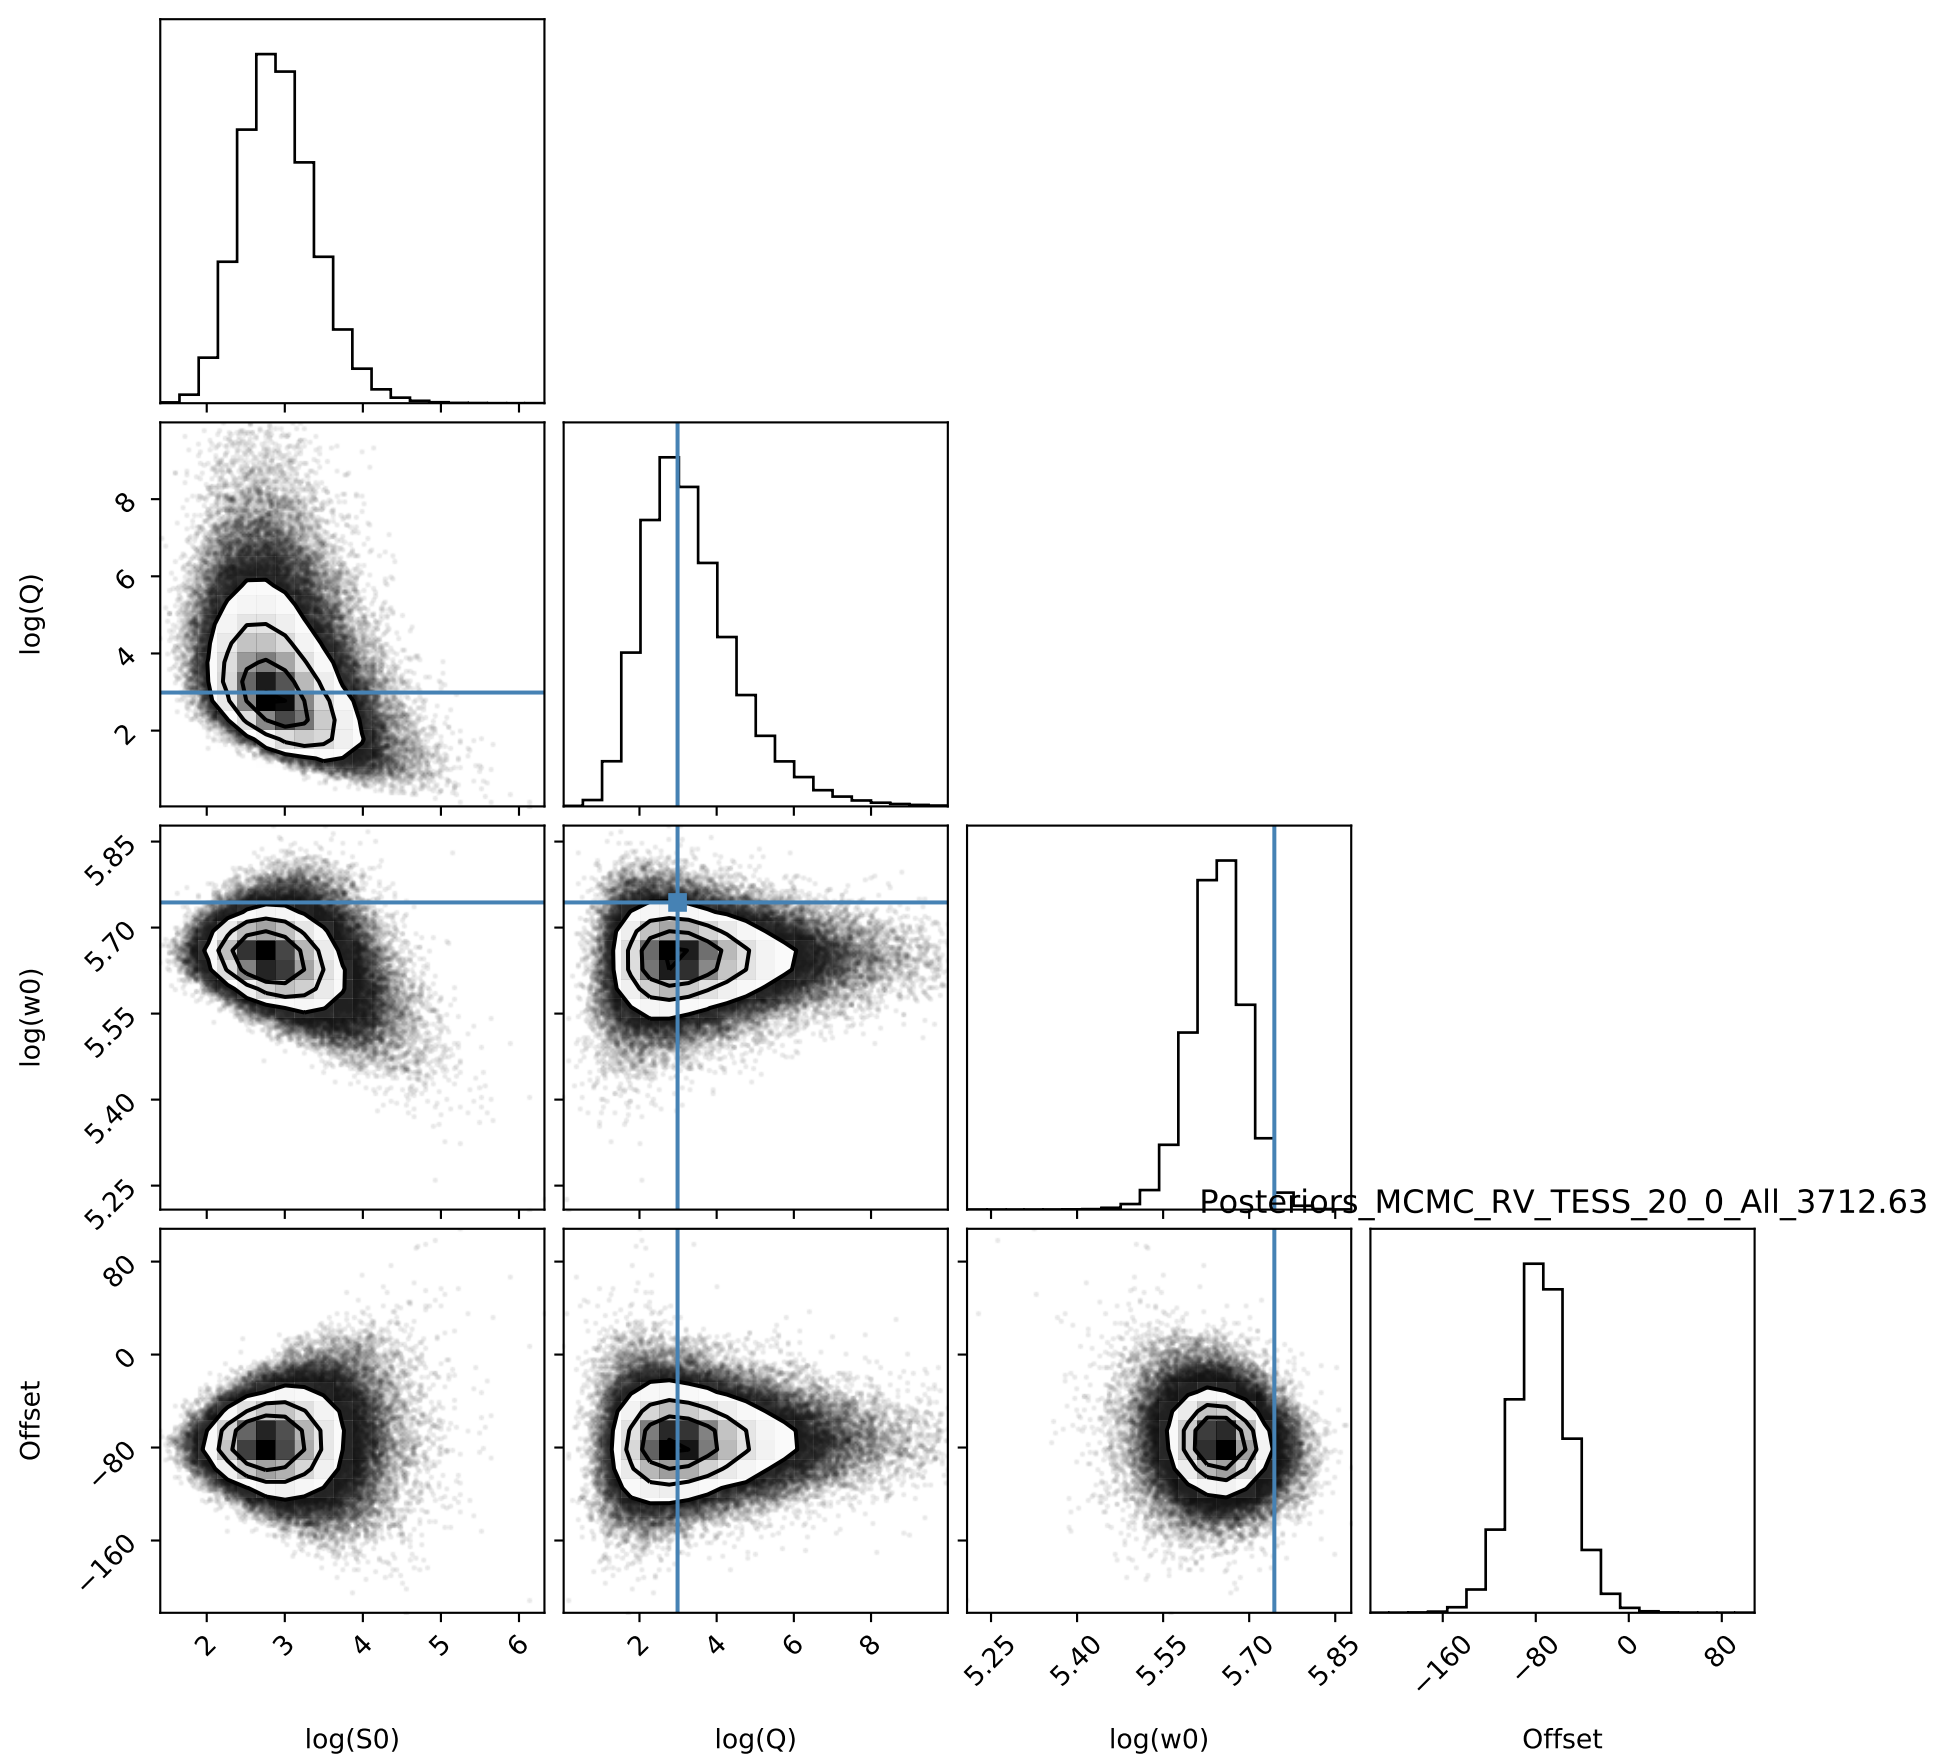 log(Q)
8
6
4
2
log(w0)
5.85
5.70
5.55
5.40
5.25
Posteriors_MCMC_RV_TESS_20_0_All_3712.63
Offset
80
0
−80
−160
2 3 4 5 6
2 4 6 8
5.25 5.40 5.55 5.70 5.85
−160 −80 0 80
log(S0) log(Q) log(w0) Offset